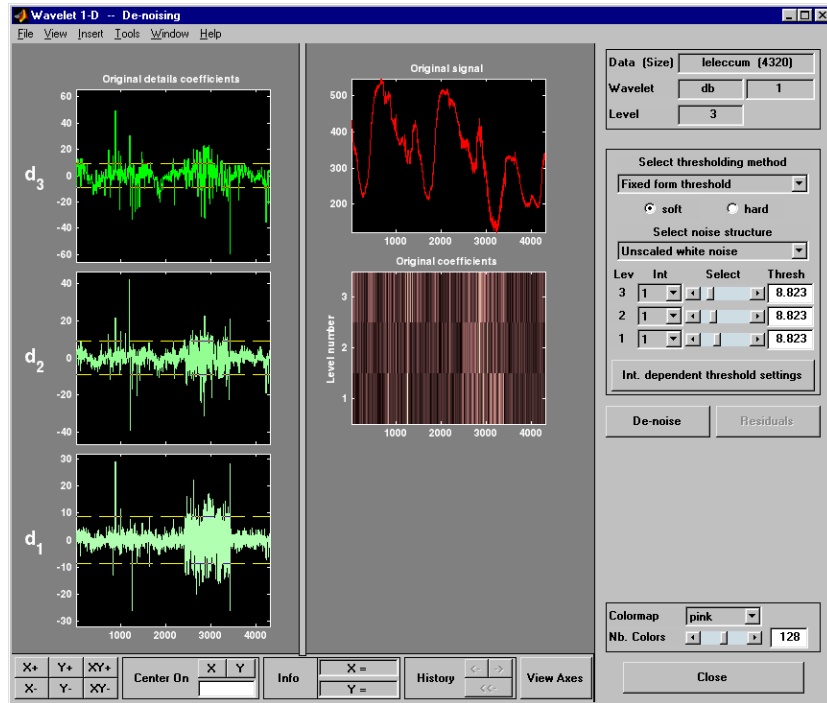 Wavelet 1-D -- De-noising
File View Insert Tools Window Help
Original details coefficients
60
40
20
0
-20
-40
-60
d3
40
20
0
-20
-40
d2
30
20
10
0
-10
-20
-30
d1
1000 2000 3000 4000
Original signal
500
400
300
200
1000 2000 3000 4000
Original coefficients
Level number
3
2
1
1000 2000 3000 4000
Data (Size) leleccum (4320)
Wavelet db 1
Level 3
Select thresholding method
Fixed form threshold
soft hard
Select noise structure
Unscaled white noise
Lev Int Select Thresh
3 1 8.823
2 1 8.823
1 1 8.823
Int. dependent threshold settings
De-noise Residuals
Colormap pink
Nb. Colors 128
Close
X+ Y+ XY+
X- Y- XY-
Center On X Y
Info X =
Y =
History <- ->
<<-
View Axes